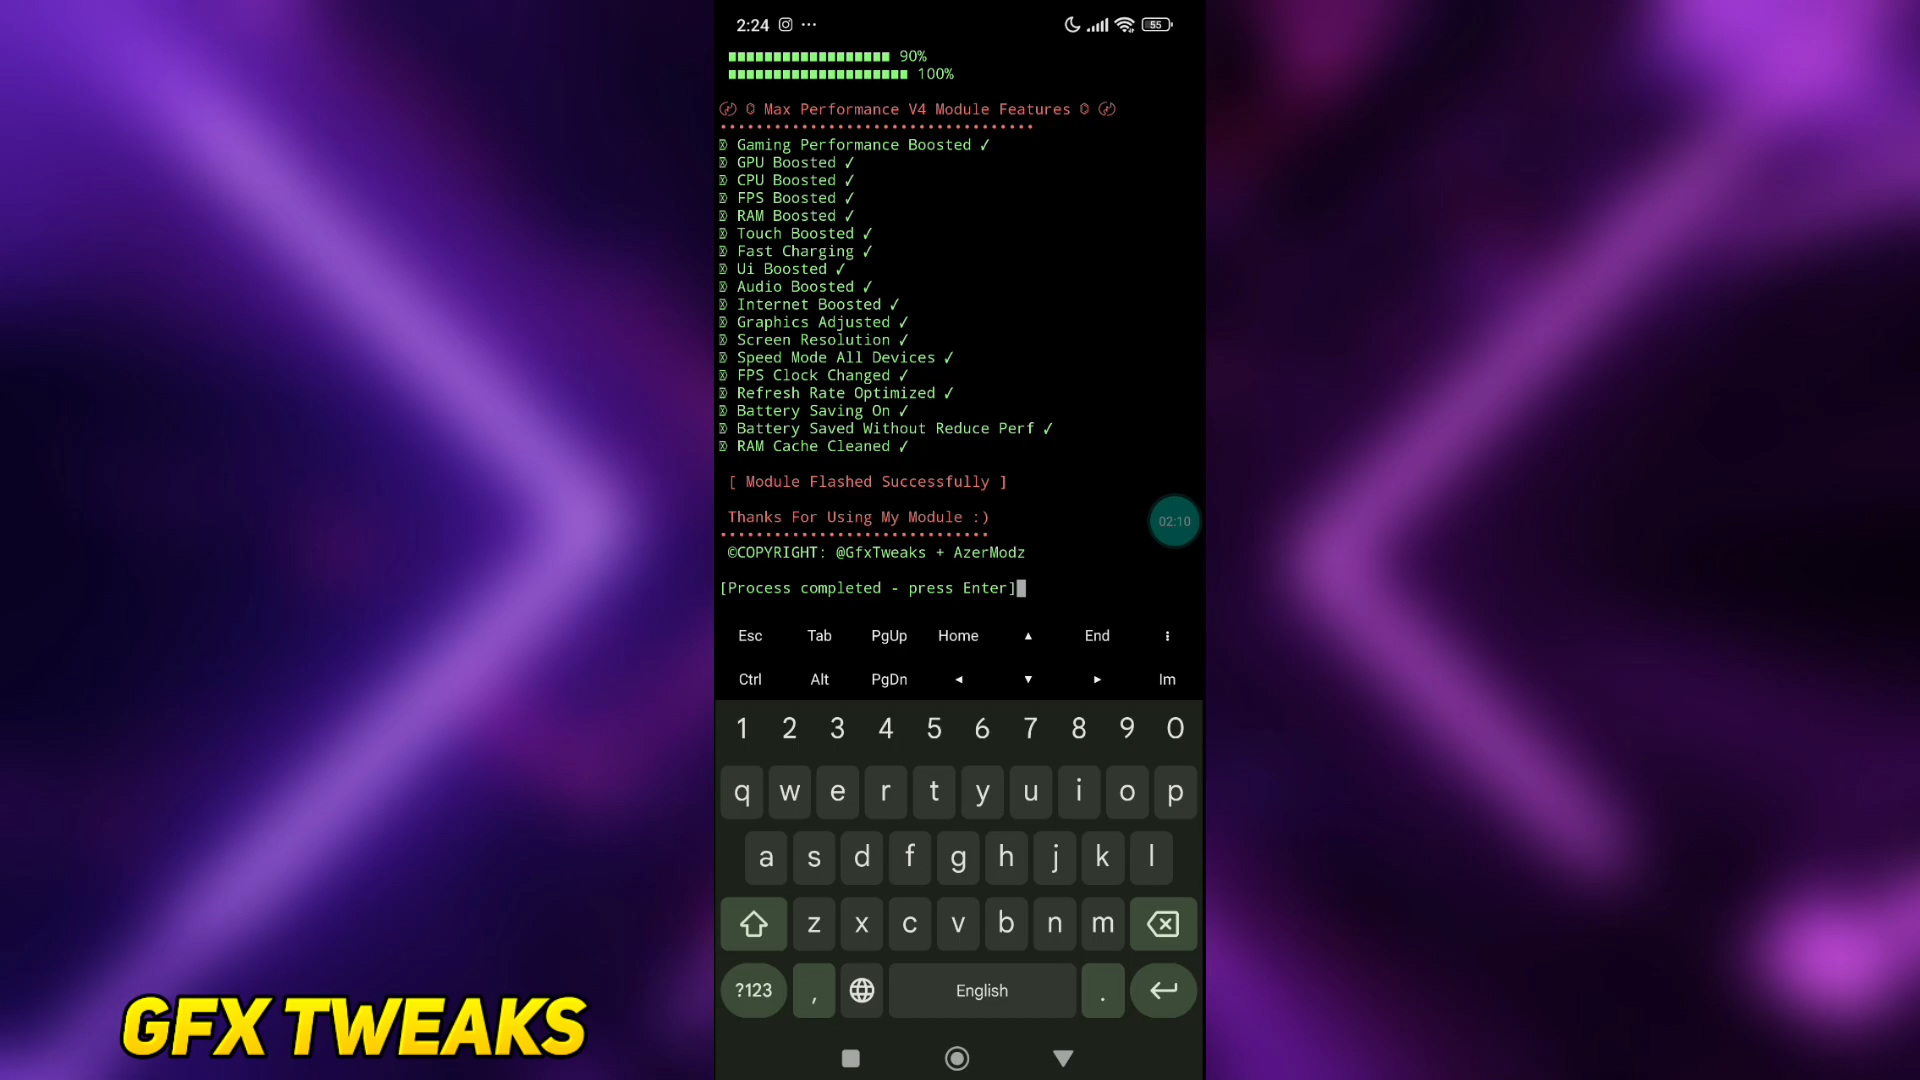 2:24 ... 55
90%
100%
Max Performance V4 Module Features
Gaming Performance Boosted ✓
GPU Boosted ✓
CPU Boosted ✓
FPS Boosted ✓
RAM Boosted ✓
Touch Boosted ✓
Fast Charging ✓
Ui Boosted ✓
Audio Boosted ✓
Internet Boosted ✓
Graphics Adjusted ✓
Screen Resolution ✓
Speed Mode All Devices ✓
FPS Clock Changed ✓
Refresh Rate Optimized ✓
Battery Saving On ✓
Battery Saved Without Reduce Perf ✓
RAM Cache Cleaned ✓
[ Module Flashed Successfully ]
Thanks For Using My Module :)
02:10
©COPYRIGHT: @GfxTweaks + AzerModz
[Process completed - press Enter]
Esc Tab PgUp Home ▲ End ⋮
Ctrl Alt PgDn ◄ ▼ ► Im
1 2 3 4 5 6 7 8 9 0
q w e r t y u i o p
a s d f g h j k l
z x c v b n m
?123 , English .
GFX TWEAKS